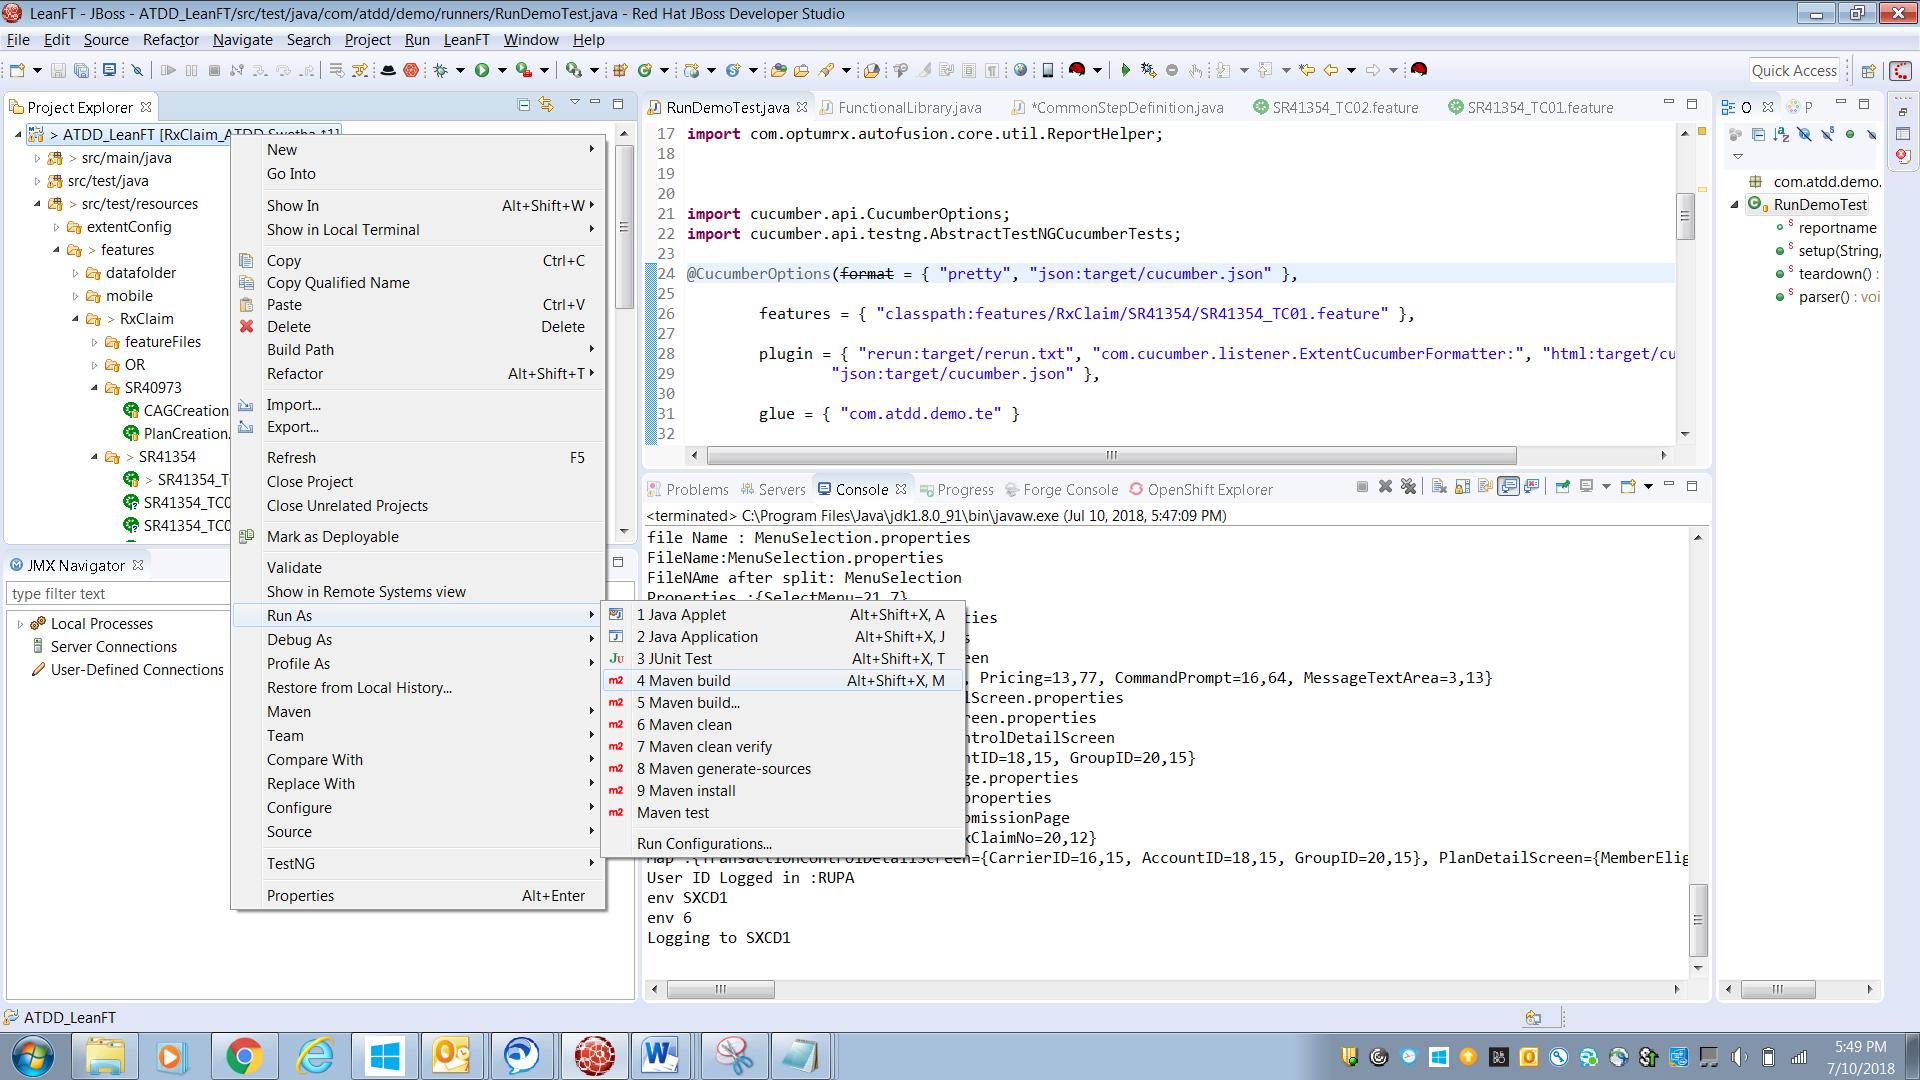 LeanFT - JBoss - ATDD_LeanFT/src/test/java/com/atdd/demo/runners/RunDemoTest.java - Red Hat JBoss Developer Studio
File Edit Source Refactor Navigate Search Project Run LeanFT Window Help
Quick Access
Project Explorer
> ATDD_LeanFT [RxClaim_ATDD_Swetha ↑1]
> src/main/java
src/test/java
> src/test/resources
extentConfig
> features
datafolder
mobile
> RxClaim
featureFiles
OR
SR40973
CAGCreation.
PlanCreation.
> SR41354
> SR41354_T
SR41354_TC0
SR41354_TC0
New
Go Into
Show In Alt+Shift+W
Show in Local Terminal
Copy Ctrl+C
Copy Qualified Name
Paste Ctrl+V
Delete Delete
Build Path
Refactor Alt+Shift+T
Import...
Export...
Refresh F5
Close Project
Close Unrelated Projects
Mark as Deployable
Validate
Show in Remote Systems view
Run As
Debug As
Profile As
Restore from Local History...
Maven
Team
Compare With
Replace With
Configure
Source
TestNG
Properties Alt+Enter
1 Java Applet Alt+Shift+X, A
2 Java Application Alt+Shift+X, J
3 JUnit Test Alt+Shift+X, T
4 Maven build Alt+Shift+X, M
5 Maven build...
6 Maven clean
7 Maven clean verify
8 Maven generate-sources
9 Maven install
Maven test
Run Configurations...
JMX Navigator
type filter text
Local Processes
Server Connections
User-Defined Connections
RunDemoTest.java FunctionalLibrary.java *CommonStepDefinition.java SR41354_TC02.feature SR41354_TC01.feature
17 import com.optumrx.autofusion.core.util.ReportHelper;
18
19
20
21 import cucumber.api.CucumberOptions;
22 import cucumber.api.testng.AbstractTestNGCucumberTests;
23
24 @CucumberOptions(format = { "pretty", "json:target/cucumber.json" },
25
26 features = { "classpath:features/RxClaim/SR41354/SR41354_TC01.feature" },
27
28 plugin = { "rerun:target/rerun.txt", "com.cucumber.listener.ExtentCucumberFormatter:", "html:target/cu
29 "json:target/cucumber.json" },
30
31 glue = { "com.atdd.demo.te" }
32
Problems Servers Console Progress Forge Console OpenShift Explorer
<terminated> C:\Program Files\Java\jdk1.8.0_91\bin\javaw.exe (Jul 10, 2018, 5:47:09 PM)
file Name : MenuSelection.properties
FileName:MenuSelection.properties
FileNAme after split: MenuSelection
Properties :{SelectMenu=21,7}
ties
s
een
, Pricing=13,77, CommandPrompt=16,64, MessageTextArea=3,13}
lScreen.properties
reen.properties
ntrolDetailScreen
ntID=18,15, GroupID=20,15}
ge.properties
properties
omissionPage
xClaimNo=20,12}
Map :{TransactionControlDetailScreen={CarrierID=16,15, AccountID=18,15, GroupID=20,15}, PlanDetailScreen={MemberElig
User ID Logged in :RUPA
env SXCD1
env 6
Logging to SXCD1
O P
com.atdd.demo.
RunDemoTest
reportname
setup(String,
teardown() :
parser() : voi
ATDD_LeanFT
5:49 PM
7/10/2018